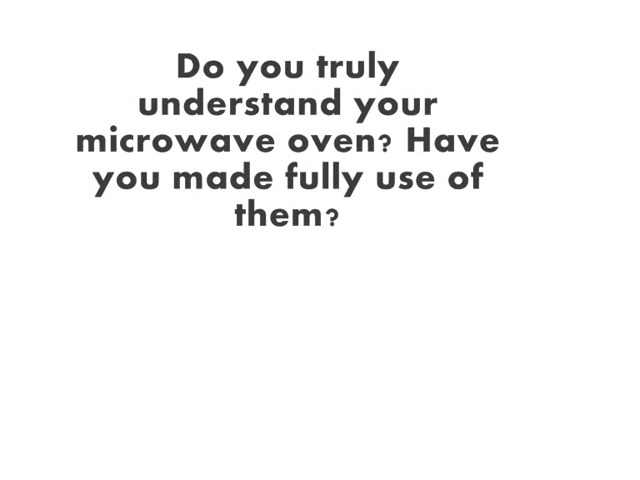 Do you truly
understand your
microwave oven? Have
you made fully use of
them?